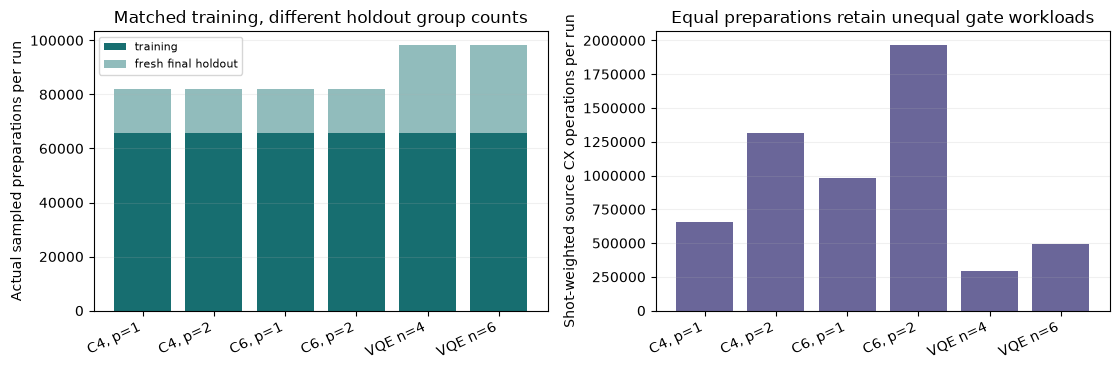 Matched training, different holdout group counts
Actual sampled preparations per run
100000
80000
60000
40000
20000
0
training
fresh final holdout
C4, p=1
C4, p=2
C6, p=1
C6, p=2
VQE n=4
VQE n=6
Equal preparations retain unequal gate workloads
Shot-weighted source CX operations per run
2000000
1750000
1500000
1250000
1000000
750000
500000
250000
0
C4, p=1
C4, p=2
C6, p=1
C6, p=2
VQE n=4
VQE n=6